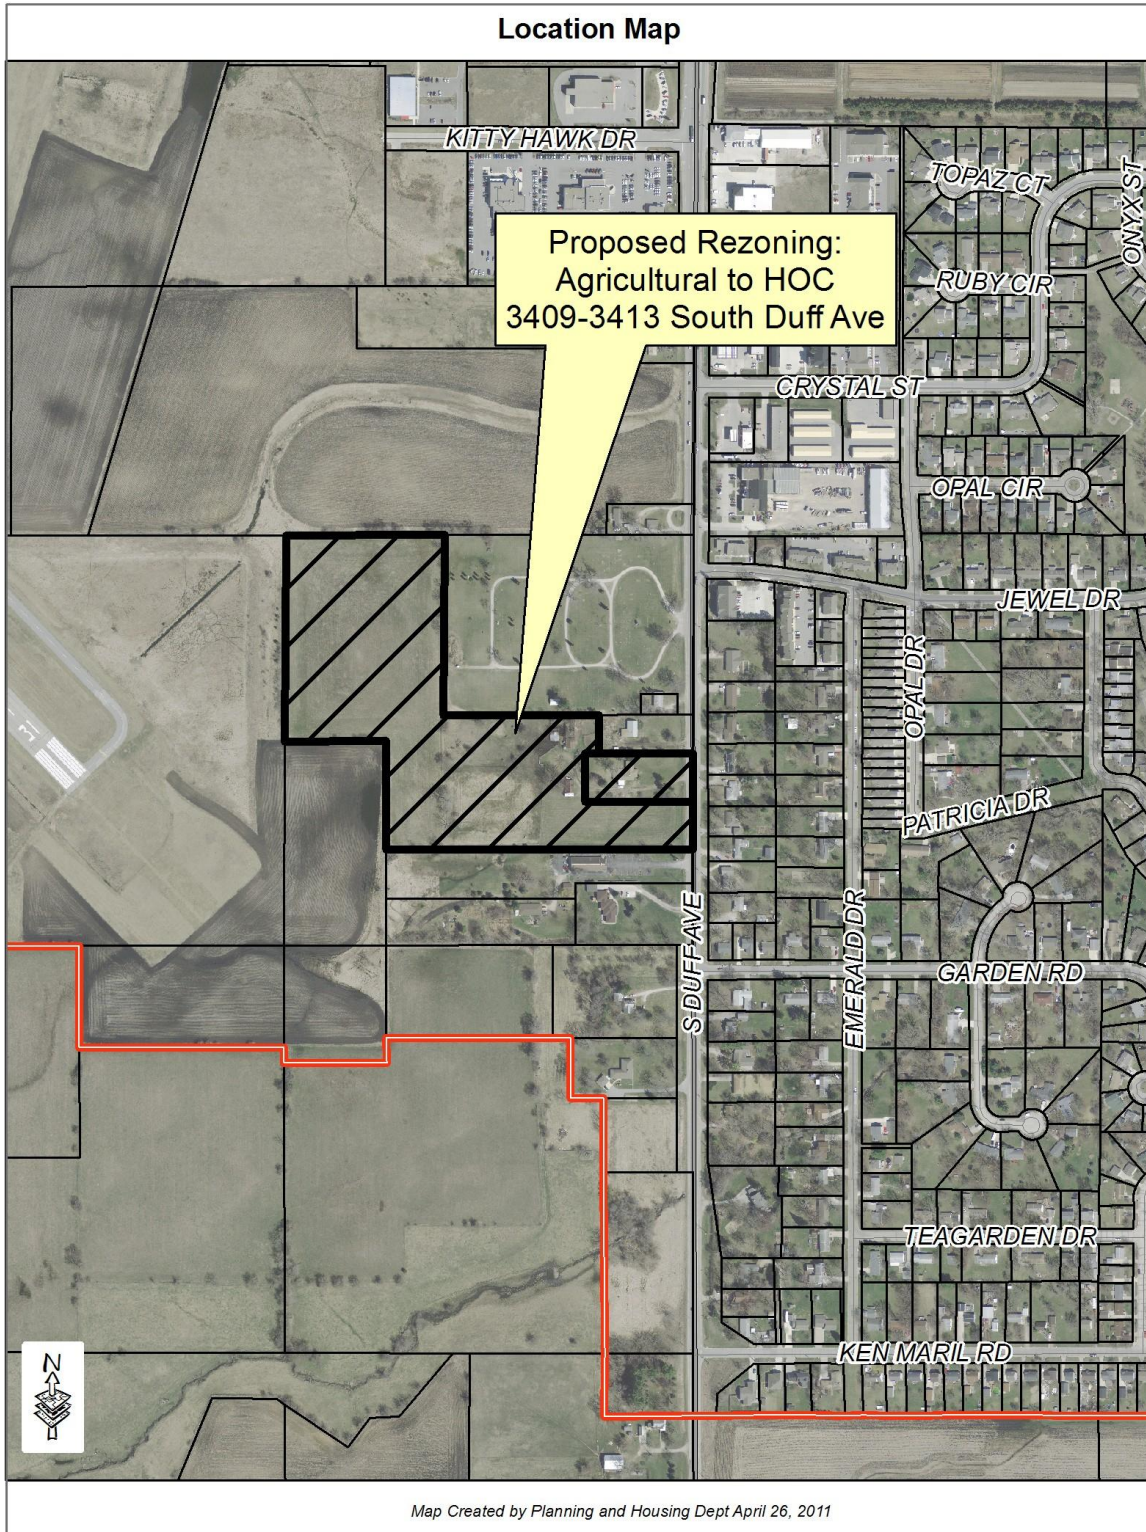 Location Map
KITTY HAWK DR
TOPAZ CT
ONYX ST
Proposed Rezoning:
Agricultural to HOC
3409-3413 South Duff Ave
RUBY CIR
CRYSTAL ST
OPAL CIR
JEWEL DR
OPAL DR
PATRICIA DR
S DUFF AVE
EMERALD DR
GARDEN RD
TEAGARDEN DR
KEN MARIL RD
N
Map Created by Planning and Housing Dept April 26, 2011